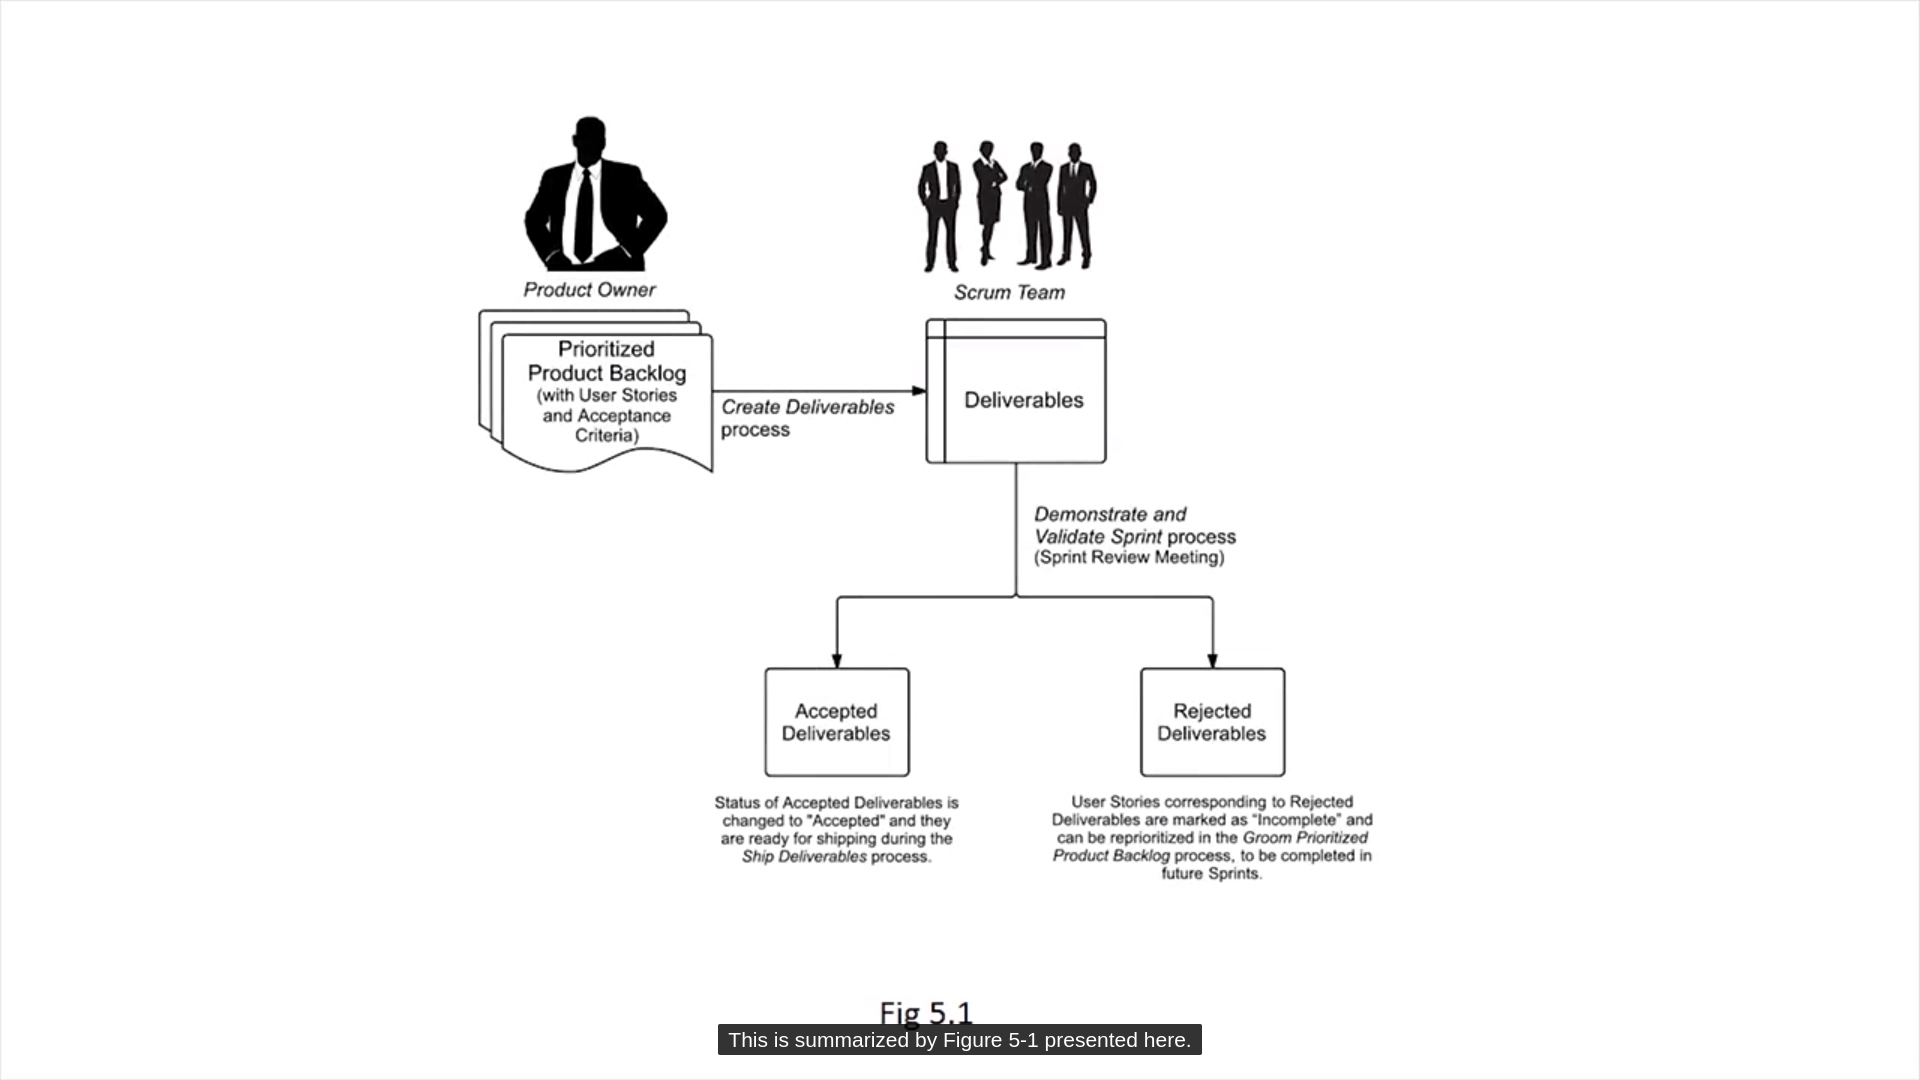 Product Owner
Scrum Team
Prioritized
Product Backlog
(with User Stories
and Acceptance
Criteria)
Create Deliverables
process
Deliverables
Demonstrate and
Validate Sprint process
(Sprint Review Meeting)
Accepted
Deliverables
Rejected
Deliverables
Status of Accepted Deliverables is
changed to "Accepted" and they
are ready for shipping during the
Ship Deliverables process.
User Stories corresponding to Rejected
Deliverables are marked as “Incomplete” and
can be reprioritized in the Groom Prioritized
Product Backlog process, to be completed in
future Sprints.
Fig 5.1
This is summarized by Figure 5-1 presented here.